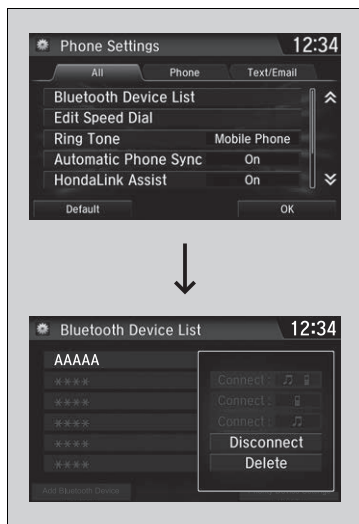 Phone Settings 12:34
All Phone Text/Email
Bluetooth Device List
Edit Speed Dial
Ring Tone Mobile Phone
Automatic Phone Sync On
HondaLink Assist On
Default OK
Bluetooth Device List 12:34
AAAAA
**** Connect :
**** Connect :
**** Connect :
**** Disconnect
**** Delete
Add Bluetooth Device